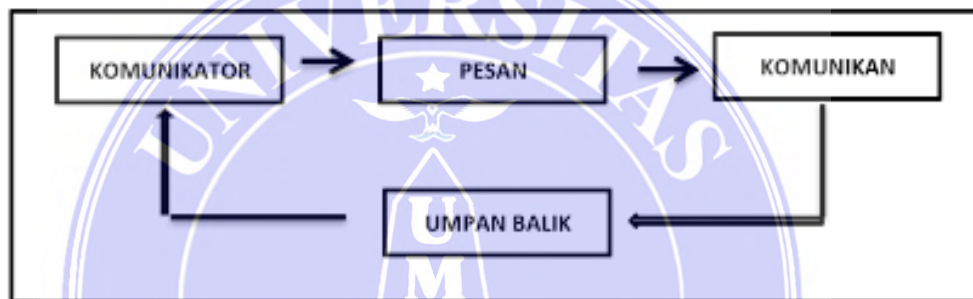 UNIVERSITAS
KOMUNIKATOR
PESAN
KOMUNIKAN
UMPAN BALIK
U
M